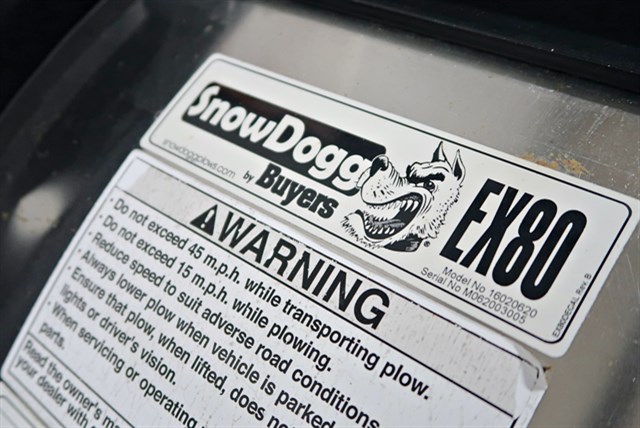 SnowDogg
snowdoggplows.com
by Buyers
EX80
Model No 16020620
Serial No M062003005
EX80DECAL Rev. B
WARNING
· Do not exceed 45 m.p.h. while transporting plow.
· Do not exceed 15 m.p.h. while plowing.
· Reduce speed to suit adverse road conditions
· Always lower plow when vehicle is parked
· Ensure that plow, when lifted, does not
lights or driver's vision.
· When servicing or operating
parts.
Read the owner's
your dealer with